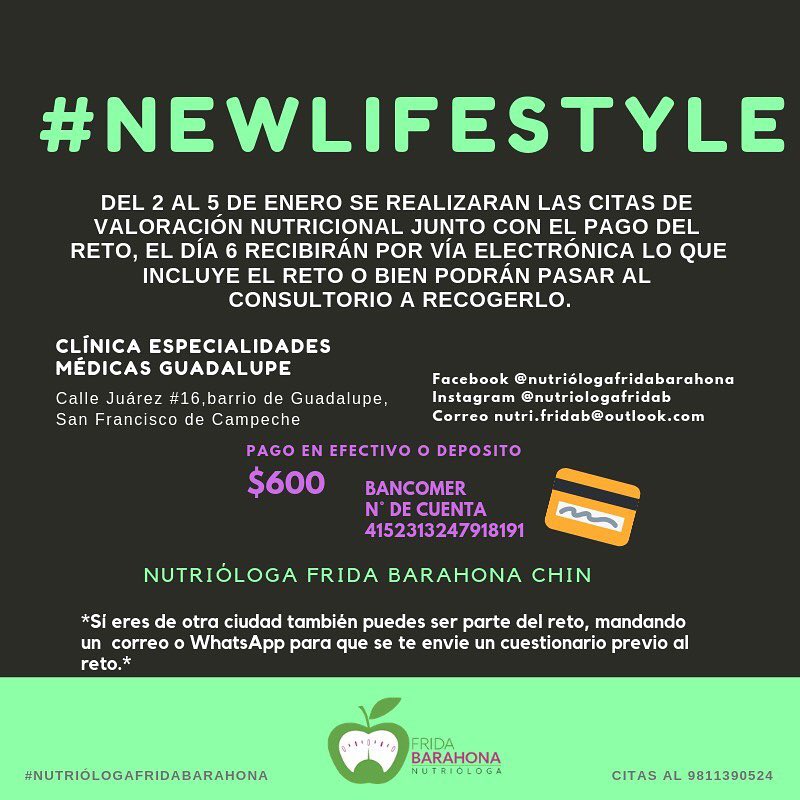 #NEWLIFESTYLE
DEL 2 AL 5 DE ENERO SE REALIZARAN LAS CITAS DE
VALORACIÓN NUTRICIONAL JUNTO CON EL PAGO DEL
RETO, EL DÍA 6 RECIBIRÁN POR VÍA ELECTRÓNICA LO QUE
INCLUYE EL RETO O BIEN PODRÁN PASAR AL
CONSULTORIO A RECOGERLO.
CLÍNICA ESPECIALIDADES
MÉDICAS GUADALUPE
Calle Juárez #16,barrio de Guadalupe,
San Francisco de Campeche
Facebook @nutriólogafridabarahona
Instagram @nutriologafridab
Correo nutri.fridab@outlook.com
PAGO EN EFECTIVO O DEPOSITO
$600
BANCOMER
N° DE CUENTA
4152313247918191
NUTRIÓLOGA FRIDA BARAHONA CHIN
*Sí eres de otra ciudad también puedes ser parte del reto, mandando
un correo o WhatsApp para que se te envie un cuestionario previo al
reto.*
FRIDA
BARAHONA
NUTRIÓLOGA
#NUTRIÓLOGAFRIDABARAHONA
CITAS AL 9811390524